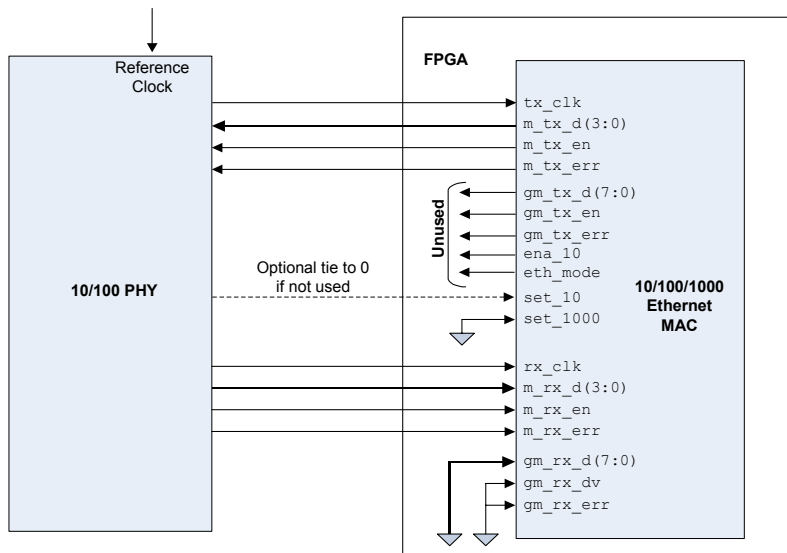 Reference
Clock
FPGA
tx_clk
m_tx_d(3:0)
m_tx_en
m_tx_err
gm_tx_d(7:0)
gm_tx_en
gm_tx_err
ena_10
eth_mode
Unused
Optional tie to 0
if not used
10/100 PHY
set_10
set_1000
10/100/1000
Ethernet
MAC
rx_clk
m_rx_d(3:0)
m_rx_en
m_rx_err
gm_rx_d(7:0)
gm_rx_dv
gm_rx_err